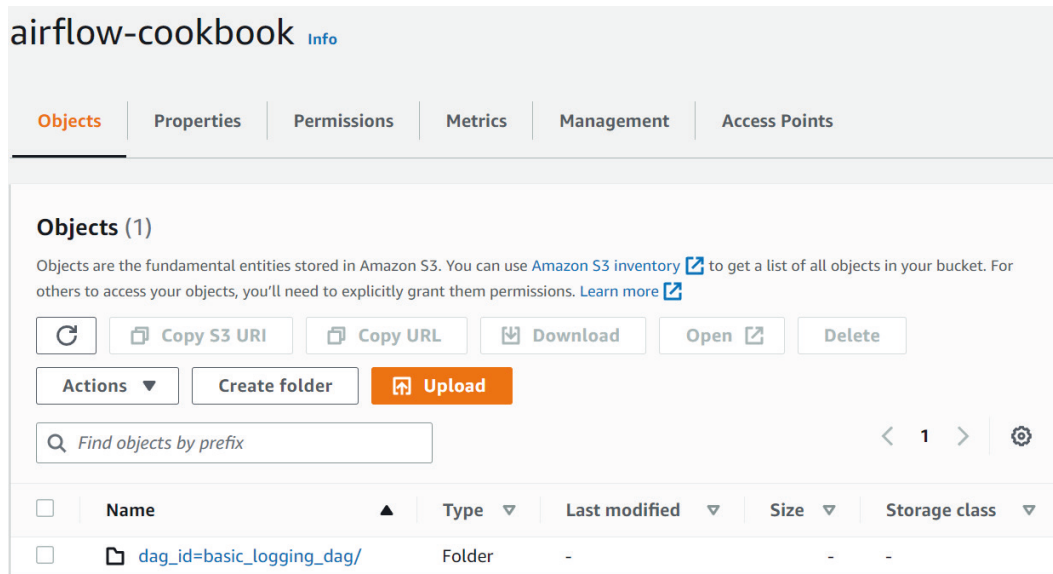 airflow-cookbook Info
Objects Properties Permissions Metrics Management Access Points
Objects (1)
Objects are the fundamental entities stored in Amazon S3. You can use Amazon S3 inventory to get a list of all objects in your bucket. For
others to access your objects, you'll need to explicitly grant them permissions. Learn more
Copy S3 URI Copy URL Download Open Delete
Actions Create folder Upload
Find objects by prefix 1
Name Type Last modified Size Storage class
dag_id=basic_logging_dag/ Folder - - -